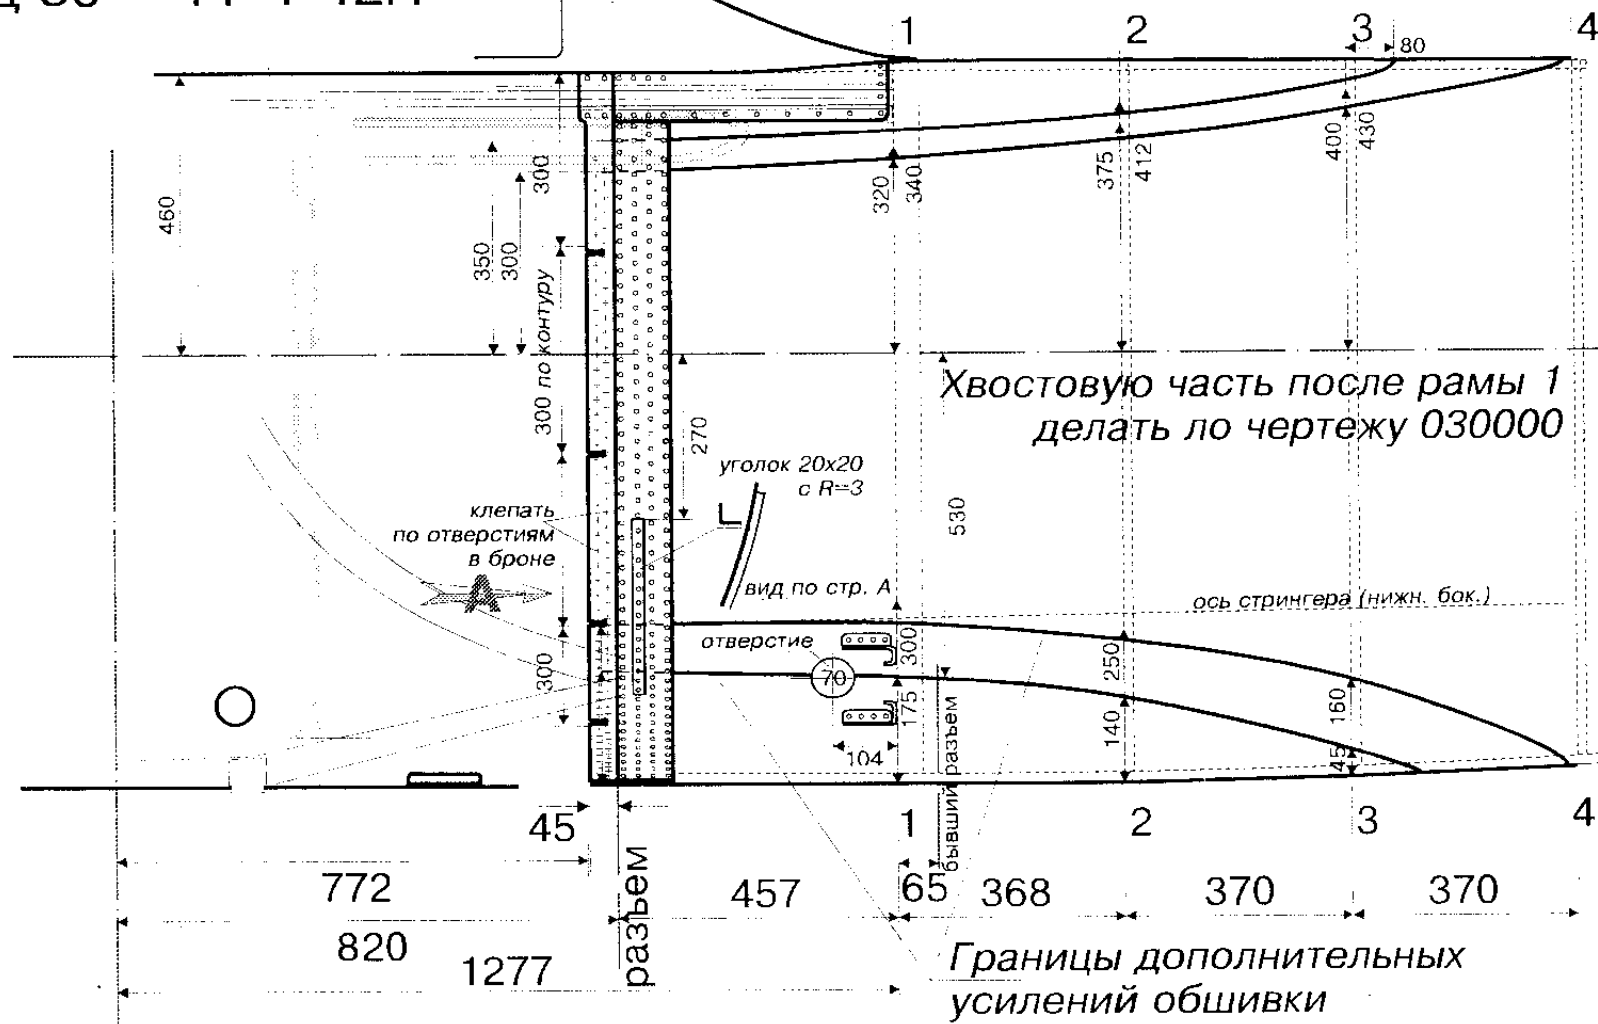 1
2
3
80
4
460
300
350
300
320
340
375
412
400
430
300 по контуру
270
Хвостовую часть после рамы 1
делать ло чертежу 030000
уголок 20х20
с R=3
клепать
по отверстиям
в броне
530
А
вид по стр. А
ось стрингера (нижн. бок.)
отверстие
300
300
250
70
175
160
140
104
45
бывший разъем
45
1
2
3
4
772
разъем
457
65
368
370
370
820
1277
Границы дополнительных
усилений обшивки